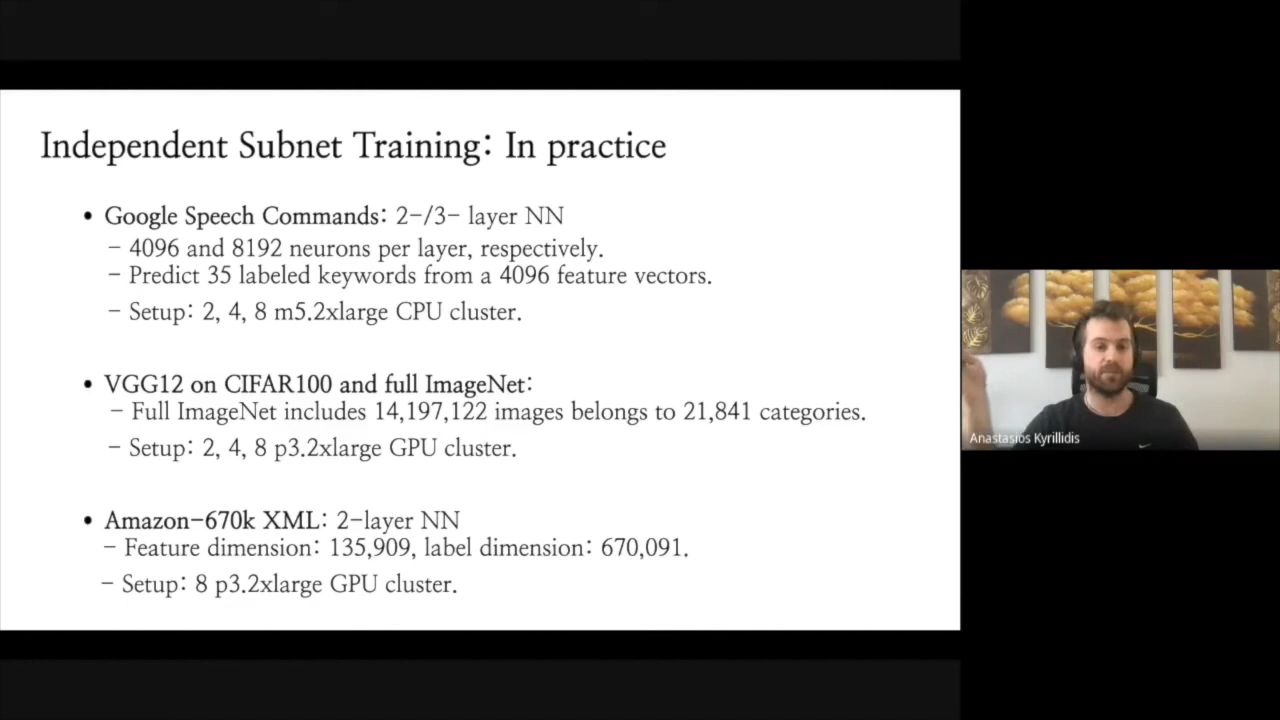 Independent Subnet Training: In practice
• Google Speech Commands: 2-/3- layer NN
– 4096 and 8192 neurons per layer, respectively.
– Predict 35 labeled keywords from a 4096 feature vectors.
– Setup: 2, 4, 8 m5.2xlarge CPU cluster.
• VGG12 on CIFAR100 and full ImageNet:
– Full ImageNet includes 14,197,122 images belongs to 21,841 categories.
– Setup: 2, 4, 8 p3.2xlarge GPU cluster.
• Amazon-670k XML: 2-layer NN
– Feature dimension: 135,909, label dimension: 670,091.
– Setup: 8 p3.2xlarge GPU cluster.
Anastasios Kyrillidis